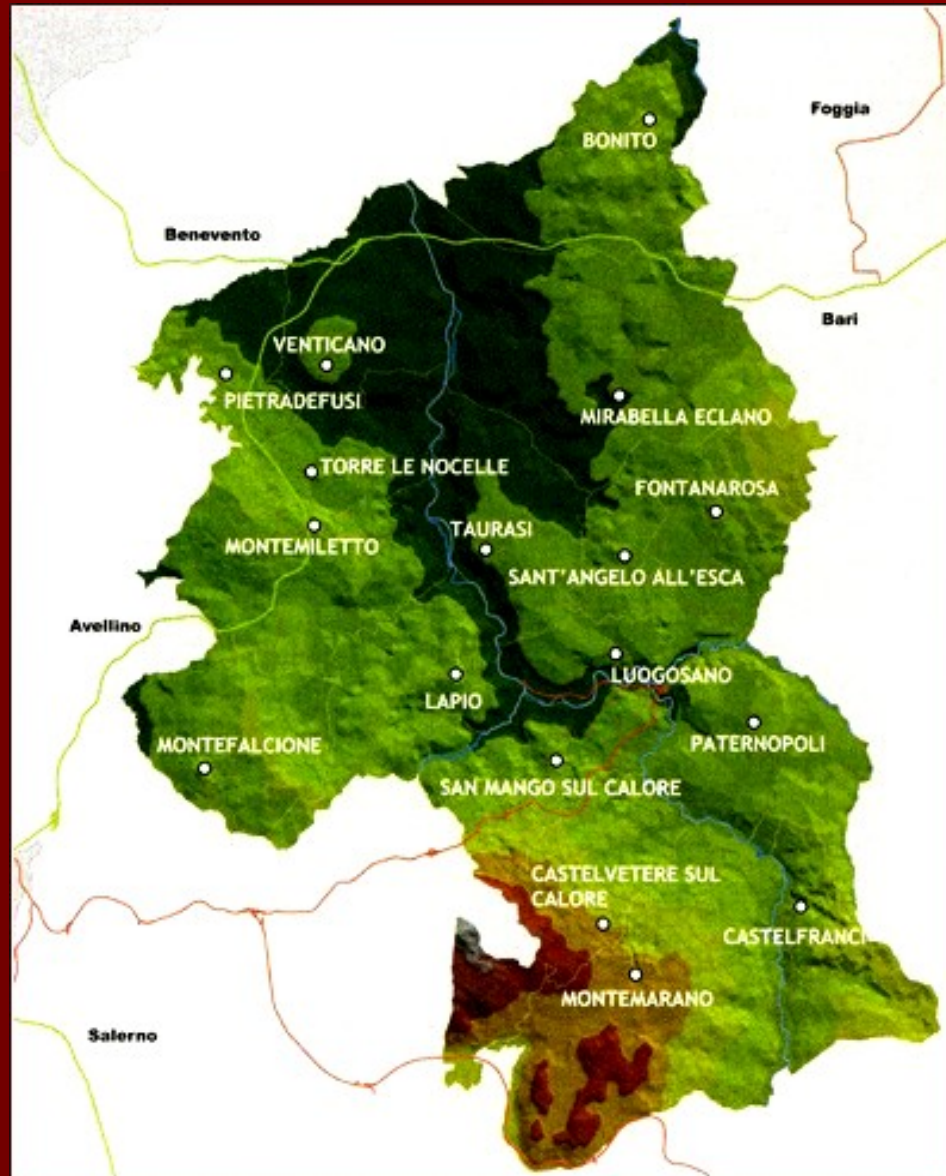 BONITO
Foggia
Benevento
Bari
VENTICANO
PIETRADEFUSI
MIRABELLA ECLANO
TORRE LE NOCELLE
FONTANAROSA
MONTEMILETTO
TAURASI
SANT'ANGELO ALL'ESCA
Avellino
LUOGOSANO
LAPIO
PATERNOPOLI
MONTEFALCIONE
SAN MANGO SUL CALORE
CASTELVETERE SUL
CALORE
CASTELFRANCI
MONTEMARANO
Salerno